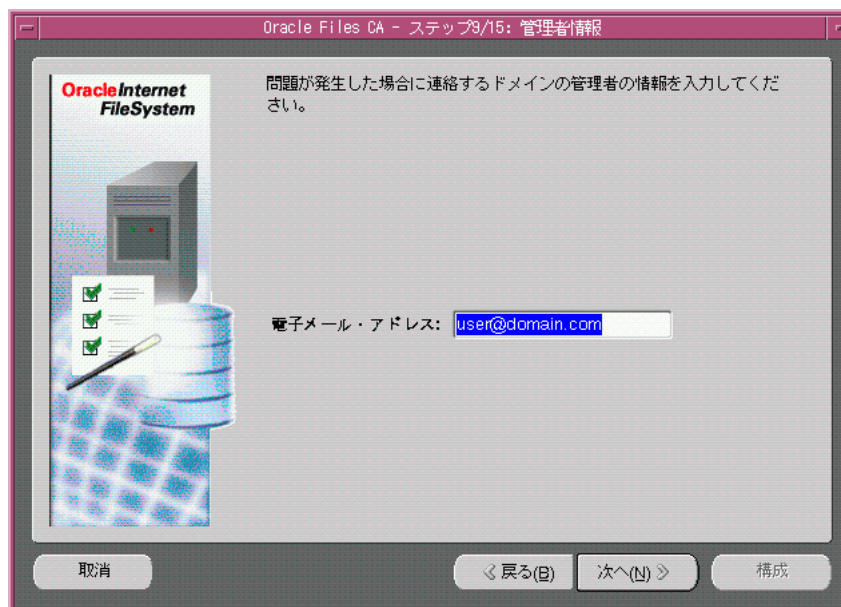 Oracle Files CA - ステップ9/15: 管理者情報
OracleInternet
FileSystem
問題が発生した場合に連絡するドメインの管理者の情報を入力してくだ
さい。
電子メール・アドレス: user@domain.com
取消
戻る(B)
次へ(N)
構成